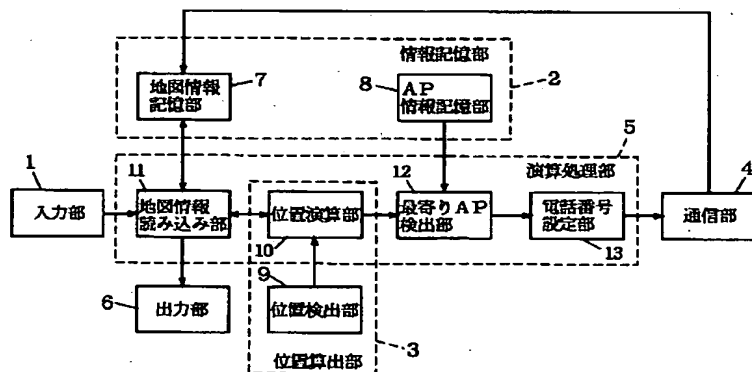 情報記憶部
2
地図情報
記憶部
7
8
AP
情報記憶部
5
演算処理部
1
入力部
11
地図情報
読み込み部
位置演算部
10
12
最寄りAP
検出部
電話番号
設定部
13
4
通信部
6
出力部
9
位置検出部
3
位置算出部